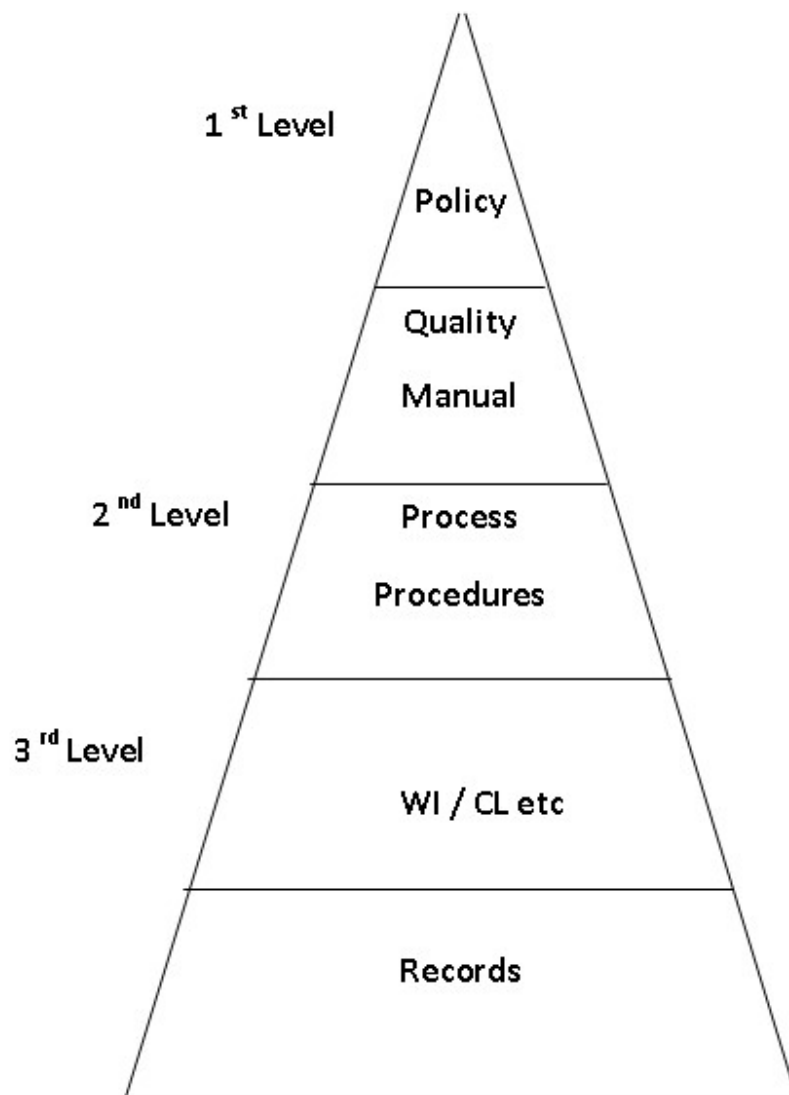 1 st Level
Policy
Quality
Manual
2 nd Level
Process
Procedures
3 rd Level
WI / CL etc
Records